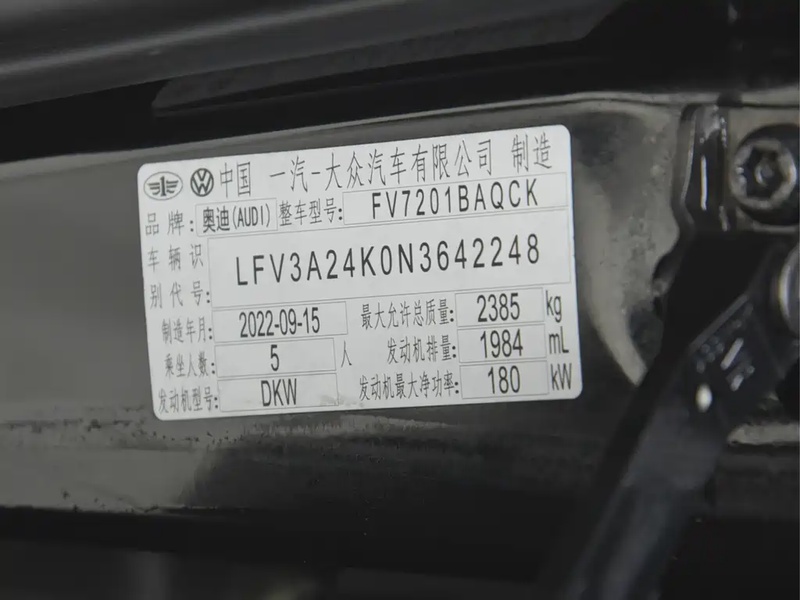 中国 一汽-大众汽车有限公司 制造
品牌: 奥迪(AUDI) 整车型号: FV7201BAQCK
车辆识别代号: LFV3A24K0N3642248
制造年月: 2022-09-15 最大允许总质量: 2385 kg
乘坐人数: 5 人 发动机排量: 1984 mL
发动机型号: DKW 发动机最大净功率: 180 kW